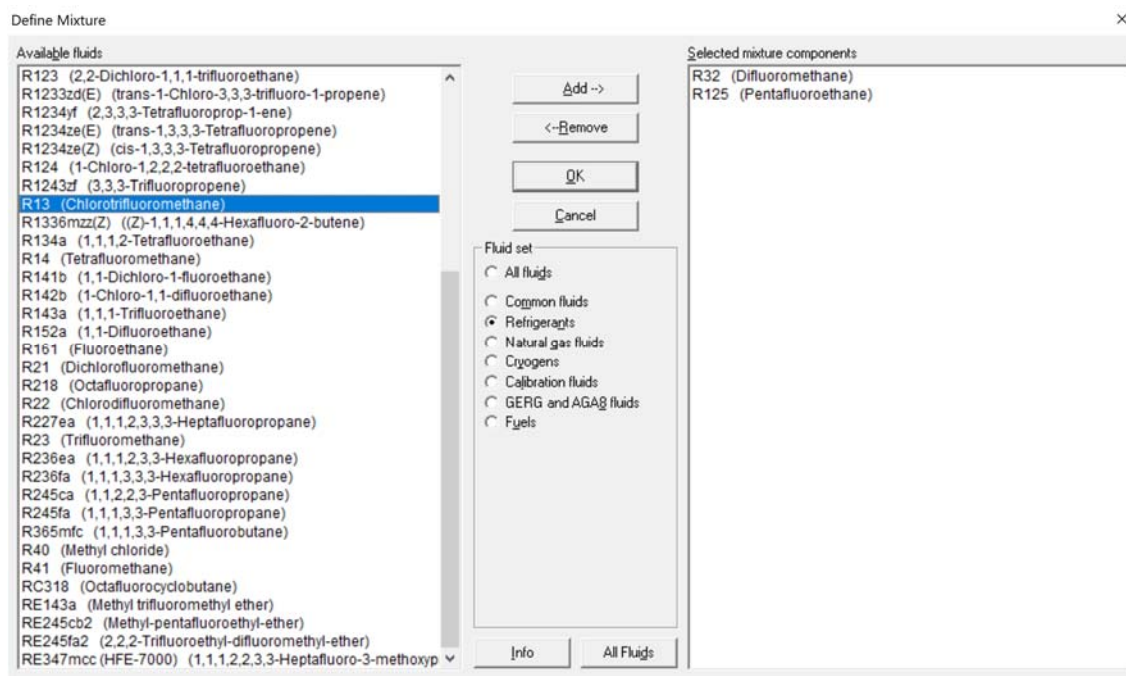 Define Mixture
Available fluids
R123 (2,2-Dichloro-1,1,1-trifluoroethane)
R1233zd(E) (trans-1-Chloro-3,3,3-trifluoro-1-propene)
R1234yf (2,3,3,3-Tetrafluoroprop-1-ene)
R1234ze(E) (trans-1,3,3,3-Tetrafluoropropene)
R1234ze(Z) (cis-1,3,3,3-Tetrafluoropropene)
R124 (1-Chloro-1,2,2,2-tetrafluoroethane)
R1243zf (3,3,3-Trifluoropropene)
R13 (Chlorotrifluoromethane)
R1336mzz(Z) ((Z)-1,1,1,4,4,4-Hexafluoro-2-butene)
R134a (1,1,1,2-Tetrafluoroethane)
R14 (Tetrafluoromethane)
R141b (1,1-Dichloro-1-fluoroethane)
R142b (1-Chloro-1,1-difluoroethane)
R143a (1,1,1-Trifluoroethane)
R152a (1,1-Difluoroethane)
R161 (Fluoroethane)
R21 (Dichlorofluoromethane)
R218 (Octafluoropropane)
R22 (Chlorodifluoromethane)
R227ea (1,1,1,2,3,3,3-Heptafluoropropane)
R23 (Trifluoromethane)
R236ea (1,1,1,2,3,3-Hexafluoropropane)
R236fa (1,1,1,3,3,3-Hexafluoropropane)
R245ca (1,1,2,2,3-Pentafluoropropane)
R245fa (1,1,1,3,3-Pentafluoropropane)
R365mfc (1,1,1,3,3-Pentafluorobutane)
R40 (Methyl chloride)
R41 (Fluoromethane)
RC318 (Octafluorocyclobutane)
RE143a (Methyl trifluoromethyl ether)
RE245cb2 (Methyl-pentafluoroethyl-ether)
RE245fa2 (2,2,2-Trifluoroethyl-difluoromethyl-ether)
RE347mcc (HFE-7000) (1,1,1,2,2,3,3-Heptafluoro-3-methoxyp
Add -->
<--Remove
OK
Cancel
Fluid set
All fluids
Common fluids
Refrigerants
Natural gas fluids
Cryogens
Calibration fluids
GERG and AGA8 fluids
Fuels
Info
All Fluids
Selected mixture components
R32 (Difluoromethane)
R125 (Pentafluoroethane)